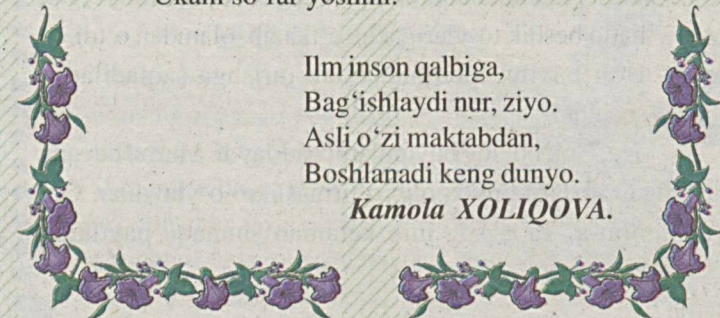 Ilm inson qalbiga,
Bag‘ishlaydi nur, ziyo.
Asli o‘zi maktabdan,
Boshlanadi keng dunyo.
Kamola XOLIQOVA.